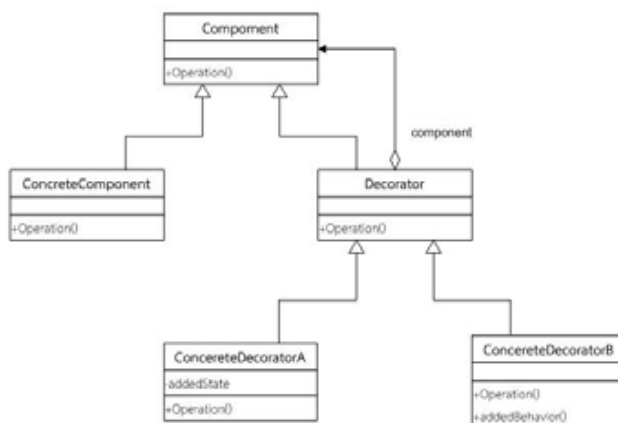 Compoment
+Operation()
component
ConcreteComponent
+Operation()
Decorator
+Operation()
ConcereteDecoratorA
-addedState
+Operation()
ConcereteDecoratorB
+Operation()
+addedBehavior()